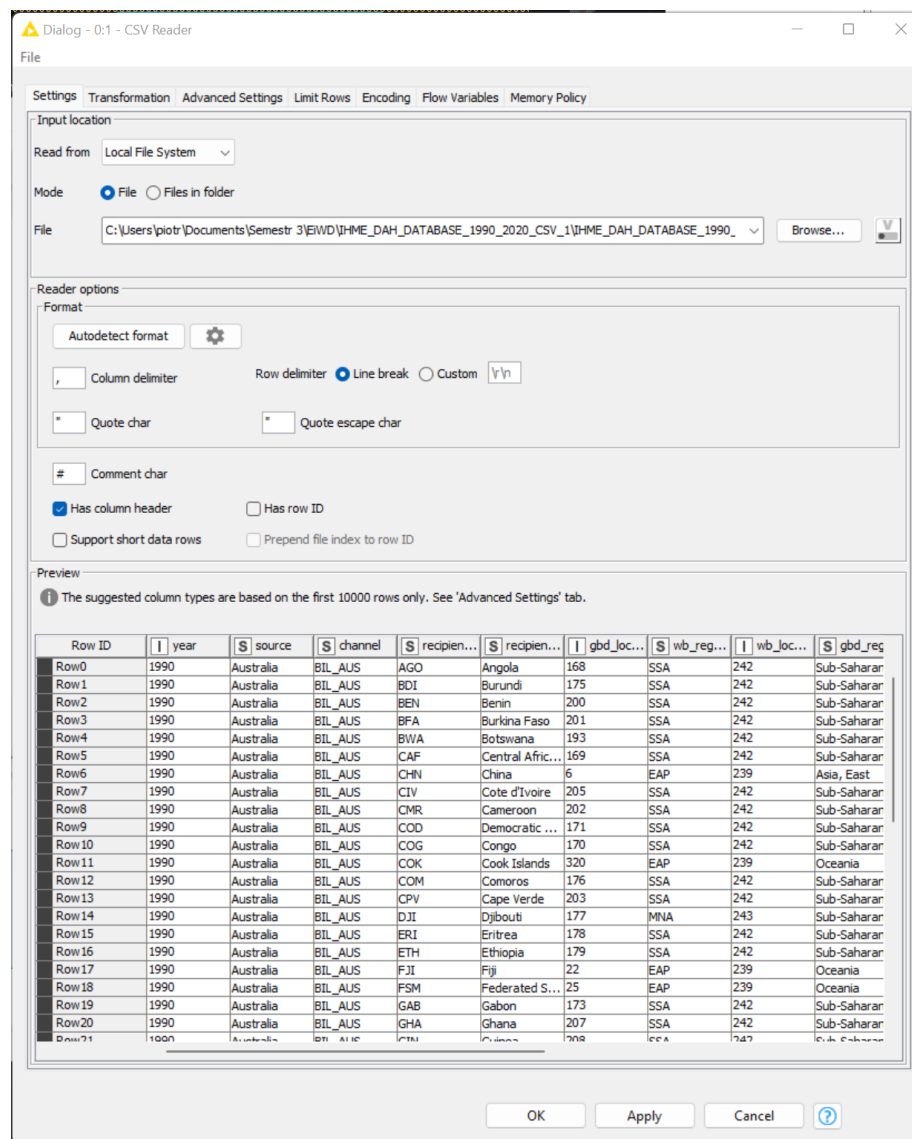 Dialog - 0:1 - CSV Reader
File
Settings Transformation Advanced Settings Limit Rows Encoding Flow Variables Memory Policy
Input location
Read from Local File System
Mode File Files in folder
File C:\Users\piotr\Documents\Semestr 3\EiWD\IHME_DAH_DATABASE_1990_2020_CSV_1\IHME_DAH_DATABASE_1990_ Browse... V
Reader options
Format
Autodetect format
, Column delimiter Row delimiter Line break Custom \r\n
" Quote char " Quote escape char
# Comment char
Has column header Has row ID
Support short data rows Prepend file index to row ID
Preview
The suggested column types are based on the first 10000 rows only. See 'Advanced Settings' tab.
Row ID I year S source S channel S recipien... S recipien... I gbd_loc... S wb_reg... I wb_loc... S gbd_reg
Row0 1990 Australia BIL_AUS AGO Angola 168 SSA 242 Sub-Saharan
Row1 1990 Australia BIL_AUS BDI Burundi 175 SSA 242 Sub-Saharan
Row2 1990 Australia BIL_AUS BEN Benin 200 SSA 242 Sub-Saharan
Row3 1990 Australia BIL_AUS BFA Burkina Faso 201 SSA 242 Sub-Saharan
Row4 1990 Australia BIL_AUS BWA Botswana 193 SSA 242 Sub-Saharan
Row5 1990 Australia BIL_AUS CAF Central Afric... 169 SSA 242 Sub-Saharan
Row6 1990 Australia BIL_AUS CHN China 6 EAP 239 Asia, East
Row7 1990 Australia BIL_AUS CIV Cote d'Ivoire 205 SSA 242 Sub-Saharan
Row8 1990 Australia BIL_AUS CMR Cameroon 202 SSA 242 Sub-Saharan
Row9 1990 Australia BIL_AUS COD Democratic ... 171 SSA 242 Sub-Saharan
Row10 1990 Australia BIL_AUS COG Congo 170 SSA 242 Sub-Saharan
Row11 1990 Australia BIL_AUS COK Cook Islands 320 EAP 239 Oceania
Row12 1990 Australia BIL_AUS COM Comoros 176 SSA 242 Sub-Saharan
Row13 1990 Australia BIL_AUS CPV Cape Verde 203 SSA 242 Sub-Saharan
Row14 1990 Australia BIL_AUS DJI Djibouti 177 MNA 243 Sub-Saharan
Row15 1990 Australia BIL_AUS ERI Eritrea 178 SSA 242 Sub-Saharan
Row16 1990 Australia BIL_AUS ETH Ethiopia 179 SSA 242 Sub-Saharan
Row17 1990 Australia BIL_AUS FJI Fiji 22 EAP 239 Oceania
Row18 1990 Australia BIL_AUS FSM Federated S... 25 EAP 239 Oceania
Row19 1990 Australia BIL_AUS GAB Gabon 173 SSA 242 Sub-Saharan
Row20 1990 Australia BIL_AUS GHA Ghana 207 SSA 242 Sub-Saharan
Row21 1990 Australia BIL_AUS GIN Guinea 208 SSA 242 Sub-Saharan
OK Apply Cancel ?